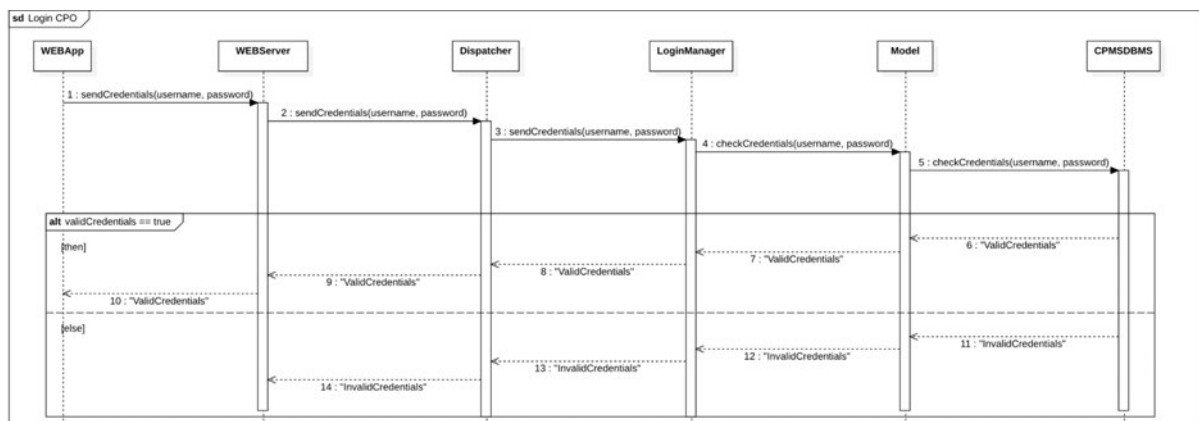 sd Login CPO
WEBApp
WEBServer
Dispatcher
LoginManager
Model
CPMSDBMS
1 : sendCredentials(username, password)
2 : sendCredentials(username, password)
3 : sendCredentials(username, password)
4 : checkCredentials(username, password)
5 : checkCredentials(username, password)
alt validCredentials == true
[then]
6 : "ValidCredentials"
7 : "ValidCredentials"
8 : "ValidCredentials"
9 : "ValidCredentials"
10 : "ValidCredentials"
[else]
11 : "InvalidCredentials"
12 : "InvalidCredentials"
13 : "InvalidCredentials"
14 : "InvalidCredentials"